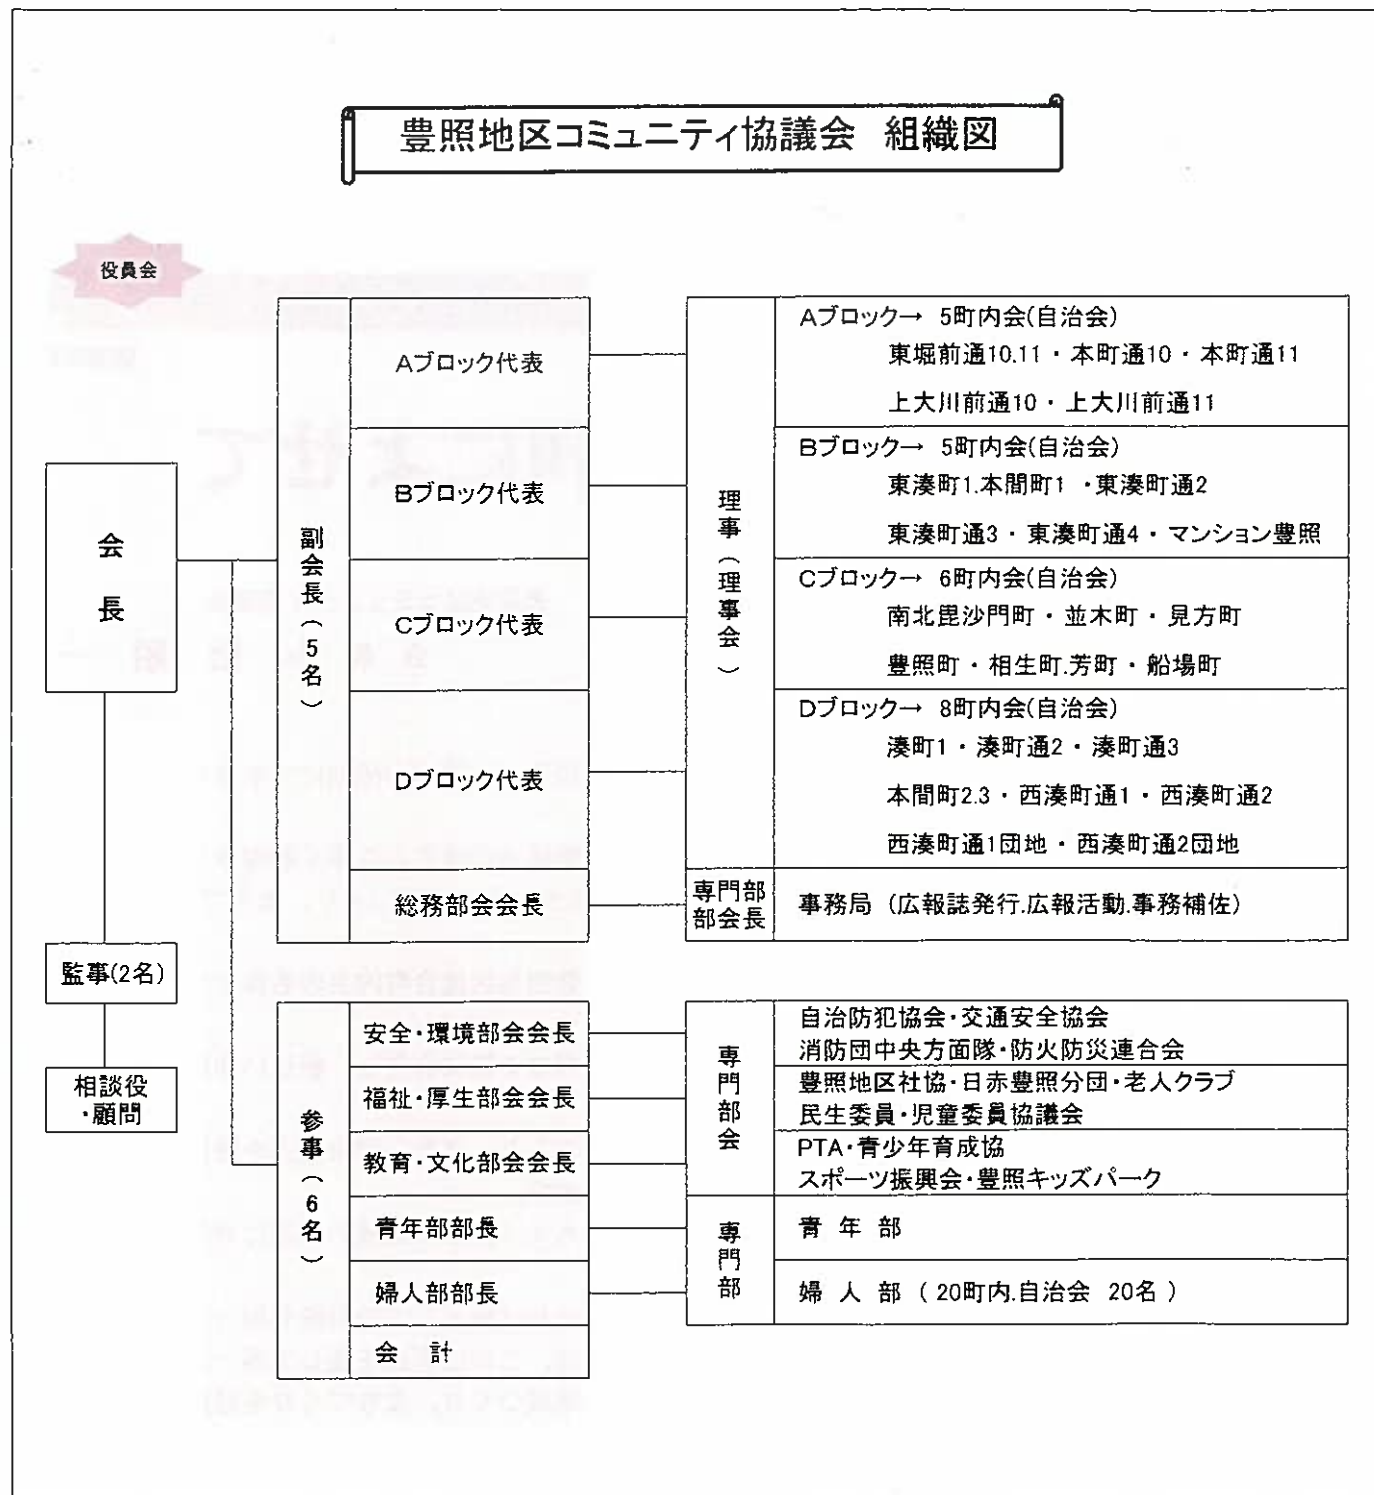 豊照地区コミュニティ協議会 組織図
役員会
会長
監事(2名)
相談役
・顧問
副会長(5名)
Aブロック代表
Bブロック代表
Cブロック代表
Dブロック代表
総務部会会長
理事(理事会)
Aブロック→ 5町内会(自治会)
東堀前通10.11・本町通10・本町通11
上大川前通10・上大川前通11
Bブロック→ 5町内会(自治会)
東湊町1.本間町1 ・東湊町通2
東湊町通3・東湊町通4・マンション豊照
Cブロック→ 6町内会(自治会)
南北毘沙門町・並木町・見方町
豊照町・相生町.芳町・船場町
Dブロック→ 8町内会(自治会)
湊町1・湊町通2・湊町通3
本間町2.3・西湊町通1・西湊町通2
西湊町通1団地・西湊町通2団地
専門部
部会長
事務局 (広報誌発行.広報活動.事務補佐)
参事(6名)
安全・環境部会会長
福祉・厚生部会会長
教育・文化部会会長
青年部部長
婦人部部長
会 計
専門部会
自治防犯協会・交通安全協会
消防団中央方面隊・防火防災連合会
豊照地区社協・日赤豊照分団・老人クラブ
民生委員・児童委員協議会
PTA・青少年育成協
スポーツ振興会・豊照キッズパーク
専門部
青 年 部
婦 人 部 ( 20町内.自治会 20名 )